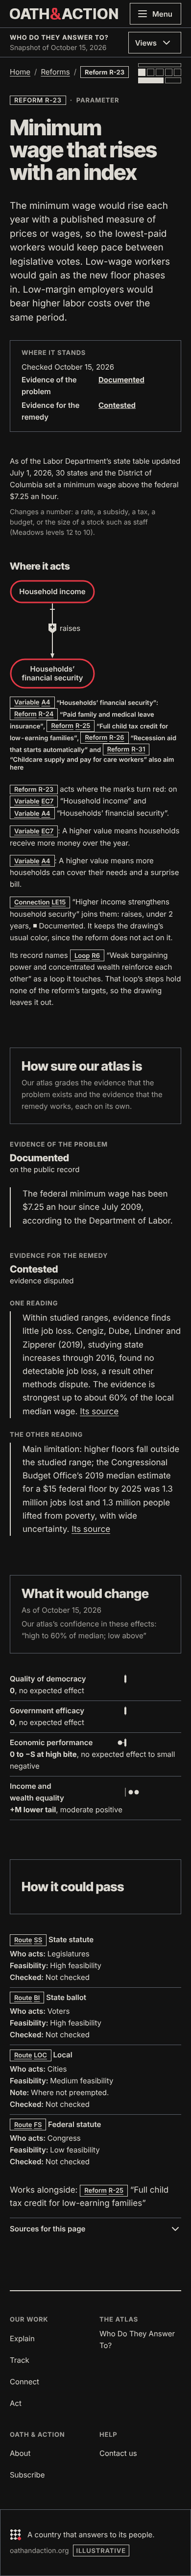 OATH&ACTION
Menu
WHO DO THEY ANSWER TO?
Snapshot of October 15, 2026
Views
Home / Reforms / Reform R-23
REFORM R-23 · PARAMETER
Minimum
wage that rises
with an index
The minimum wage would rise each
year with a published measure of
prices or wages, so the lowest-paid
workers would keep pace between
legislative votes. Low-wage workers
would gain as the new floor phases
in. Low-margin employers would
bear higher labor costs over the
same period.
WHERE IT STANDS
Checked October 15, 2026
Evidence of the problem
Documented
Evidence for the remedy
Contested
As of the Labor Department’s state table updated
July 1, 2026, 30 states and the District of
Columbia set a minimum wage above the federal
$7.25 an hour.
Changes a number: a rate, a subsidy, a tax, a
budget, or the size of a stock such as staff
(Meadows levels 12 to 10).
Where it acts
Household income
raises
Households’
financial security
Variable A4 “Households’ financial security”:
Reform R-24 “Paid family and medical leave
insurance”, Reform R-25 “Full child tax credit for
low-earning families”, Reform R-26 “Recession aid
that starts automatically” and Reform R-31
“Childcare supply and pay for care workers” also aim
here
Reform R-23 acts where the marks turn red: on
Variable EC7 “Household income” and
Variable A4 “Households’ financial security”.
Variable EC7: A higher value means households
receive more money over the year.
Variable A4: A higher value means more
households can cover their needs and a surprise
bill.
Connection LE15 “Higher income strengthens
household security” joins them: raises, under 2
years, ■ Documented. It keeps the drawing’s
usual color, since the reform does not act on it.
Its record names Loop R6 “Weak bargaining
power and concentrated wealth reinforce each
other” as a loop it touches. That loop’s steps hold
none of the reform’s targets, so the drawing
leaves it out.
How sure our atlas is
Our atlas grades the evidence that the
problem exists and the evidence that the
remedy works, each on its own.
EVIDENCE OF THE PROBLEM
Documented
on the public record
The federal minimum wage has been
$7.25 an hour since July 2009,
according to the Department of Labor.
EVIDENCE FOR THE REMEDY
Contested
evidence disputed
ONE READING
Within studied ranges, evidence finds
little job loss. Cengiz, Dube, Lindner and
Zipperer (2019), studying state
increases through 2016, found no
detectable job loss, a result other
methods dispute. The evidence is
strongest up to about 60% of the local
median wage. Its source
THE OTHER READING
Main limitation: higher floors fall outside
the studied range; the Congressional
Budget Office’s 2019 median estimate
for a $15 federal floor by 2025 was 1.3
million jobs lost and 1.3 million people
lifted from poverty, with wide
uncertainty. Its source
What it would change
As of October 15, 2026
Our atlas’s confidence in these effects:
“high to 60% of median; low above”
Quality of democracy
0, no expected effect
Government efficacy
0, no expected effect
Economic performance
0 to −S at high bite, no expected effect to small
negative
Income and
wealth equality
+M lower tail, moderate positive
How it could pass
Route SS State statute
Who acts: Legislatures
Feasibility: High feasibility
Checked: Not checked
Route BI State ballot
Who acts: Voters
Feasibility: High feasibility
Checked: Not checked
Route LOC Local
Who acts: Cities
Feasibility: Medium feasibility
Note: Where not preempted.
Checked: Not checked
Route FS Federal statute
Who acts: Congress
Feasibility: Low feasibility
Checked: Not checked
Works alongside: Reform R-25 “Full child
tax credit for low-earning families”
Sources for this page
OUR WORK
Explain
Track
Connect
Act
THE ATLAS
Who Do They Answer
To?
OATH & ACTION
About
Subscribe
HELP
Contact us
A country that answers to its people.
oathandaction.org ILLUSTRATIVE